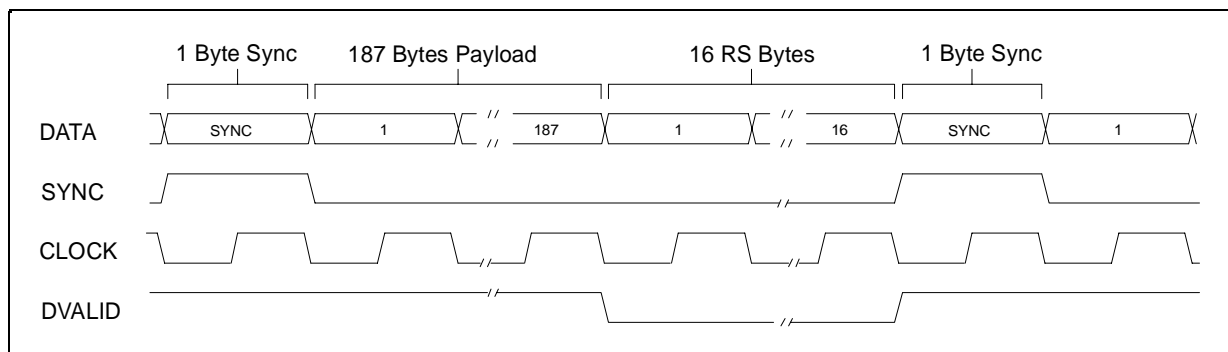 1 Byte Sync 187 Bytes Payload 16 RS Bytes 1 Byte Sync
DATA SYNC 1 187 1 16 SYNC 1
SYNC
CLOCK
DVALID